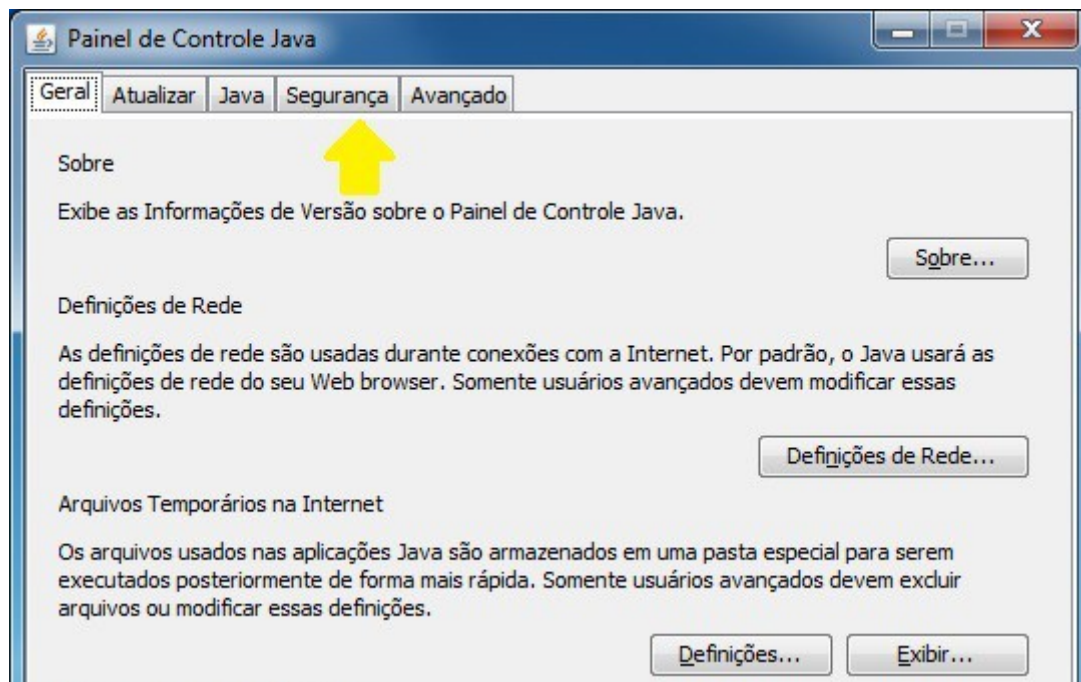 Painel de Controle Java
Geral Atualizar Java Segurança Avançado
Sobre
Exibe as Informações de Versão sobre o Painel de Controle Java.
Sobre...
Definições de Rede
As definições de rede são usadas durante conexões com a Internet. Por padrão, o Java usará as
definições de rede do seu Web browser. Somente usuários avançados devem modificar essas
definições.
Definições de Rede...
Arquivos Temporários na Internet
Os arquivos usados nas aplicações Java são armazenados em uma pasta especial para serem
executados posteriormente de forma mais rápida. Somente usuários avançados devem excluir
arquivos ou modificar essas definições.
Definições... Exibir...